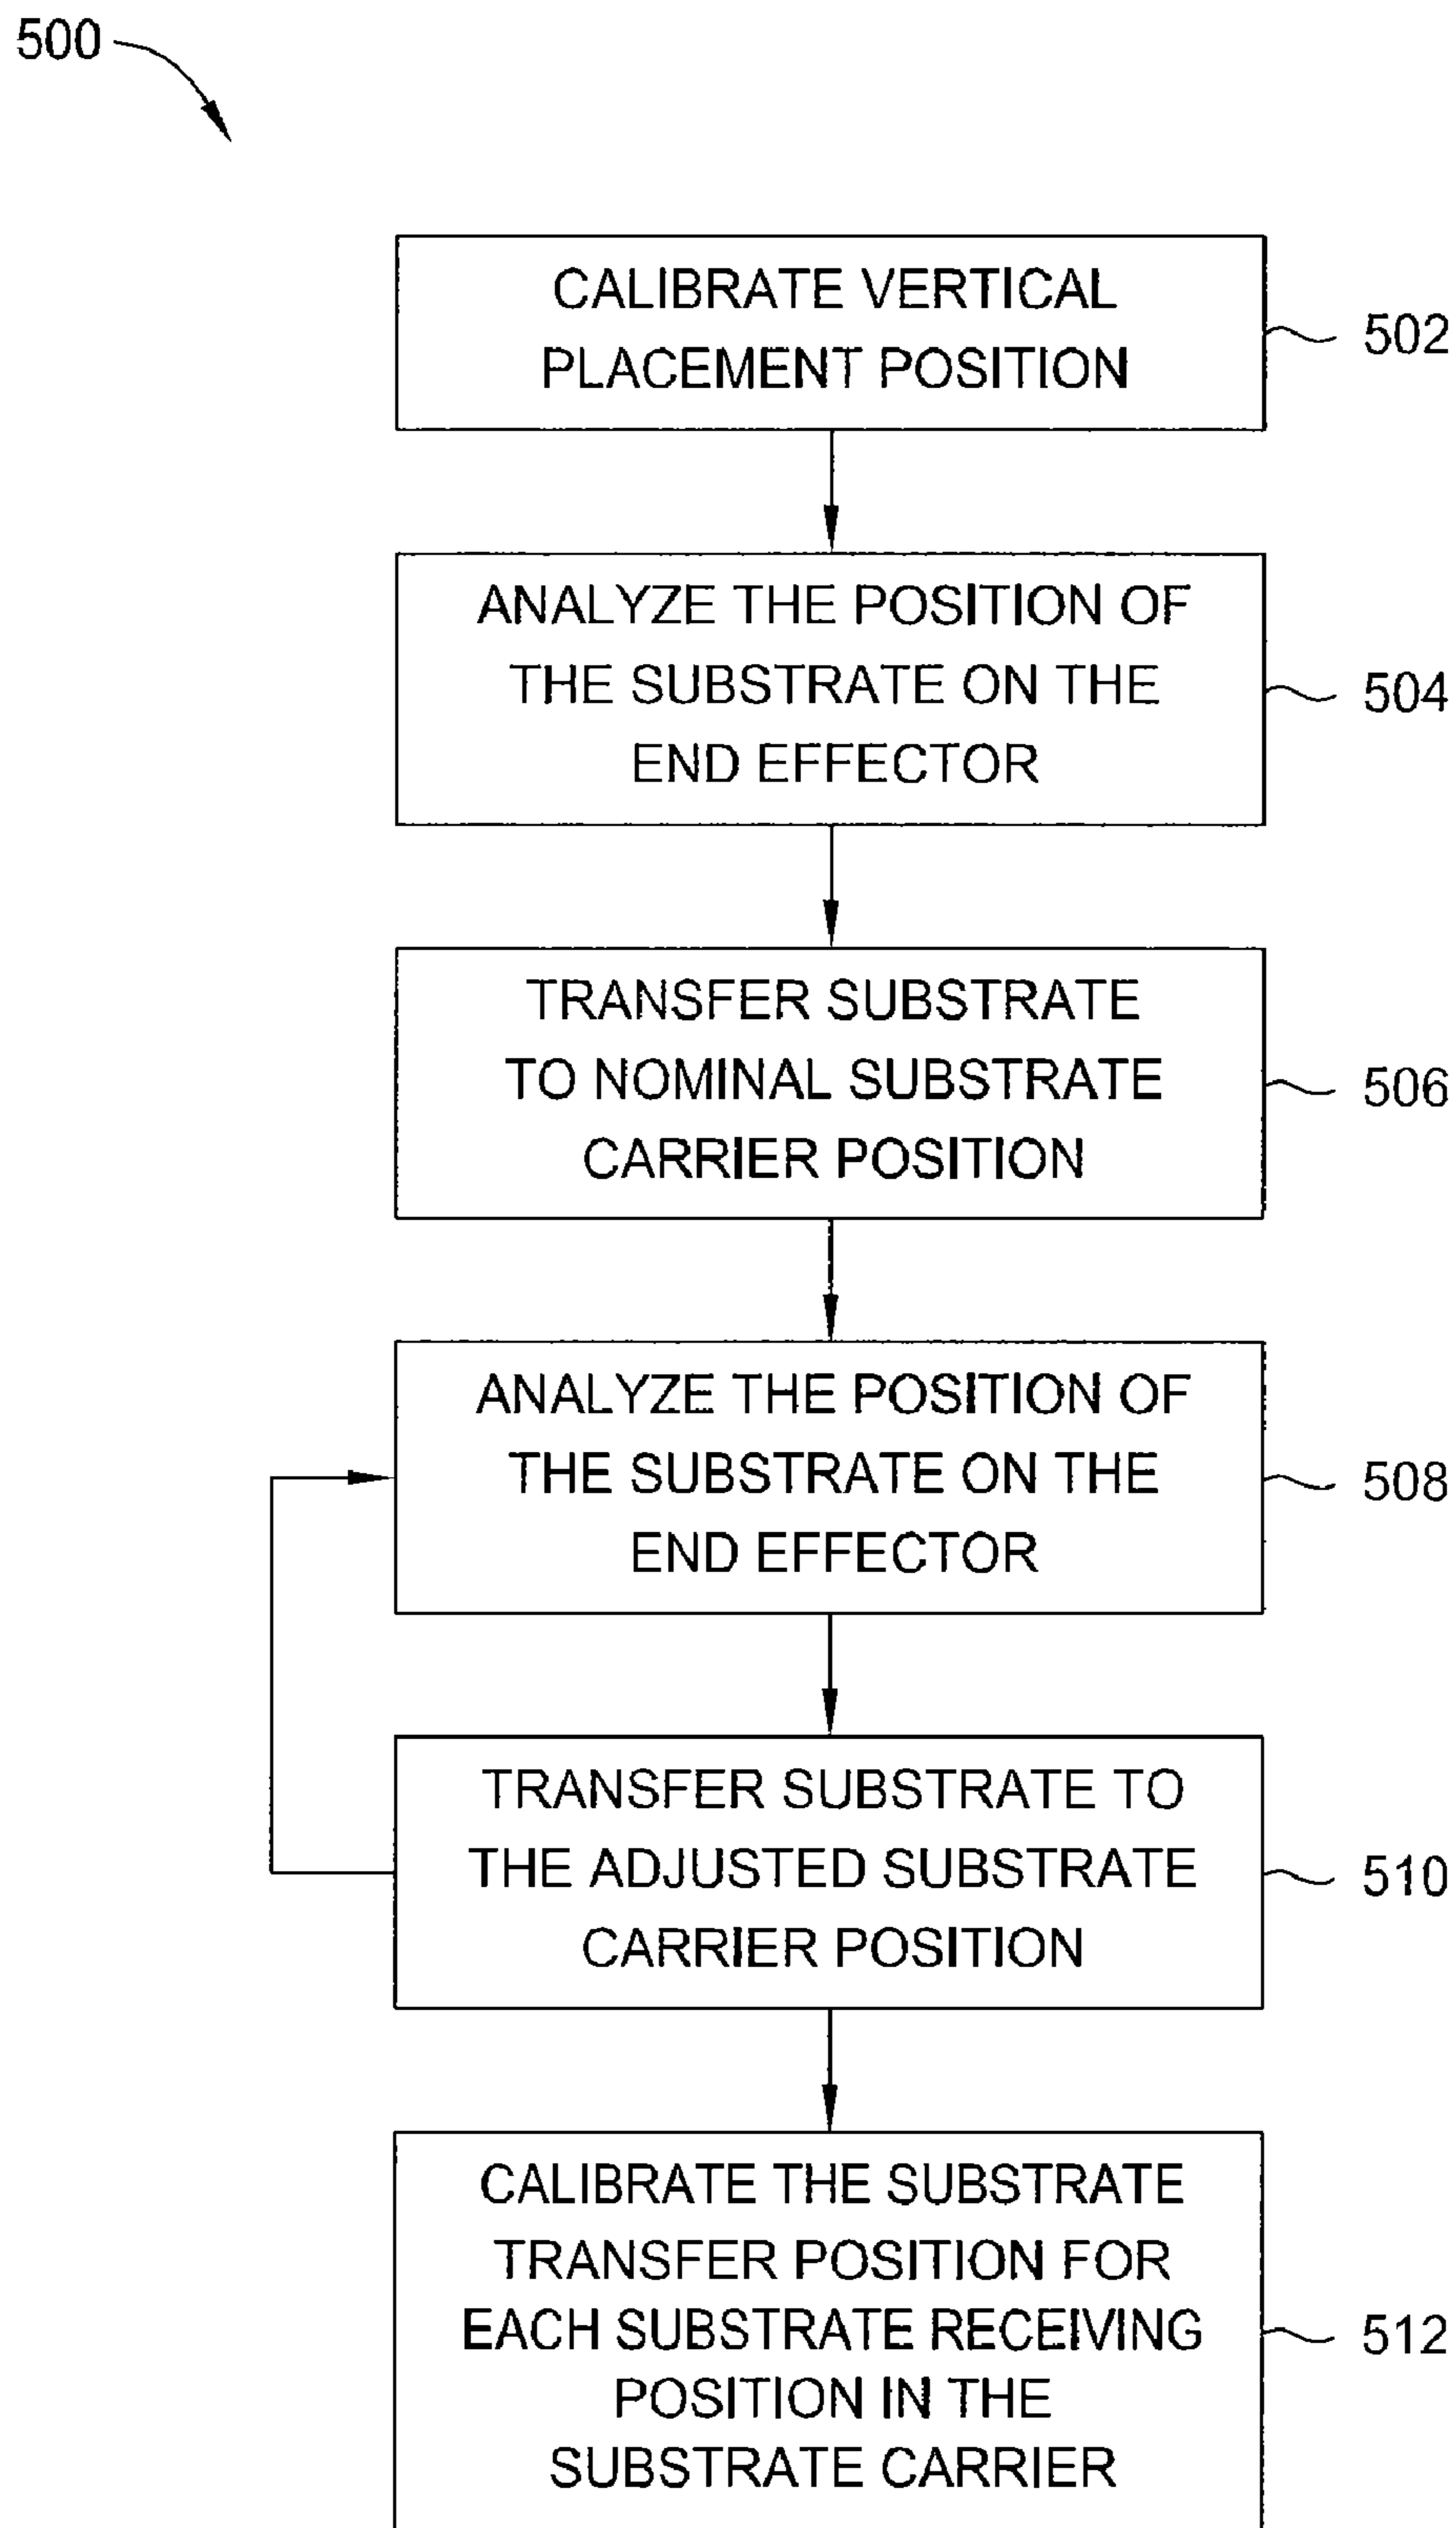 500
CALIBRATE VERTICAL
PLACEMENT POSITION
502
ANALYZE THE POSITION OF
THE SUBSTRATE ON THE
END EFFECTOR
504
TRANSFER SUBSTRATE
TO NOMINAL SUBSTRATE
CARRIER POSITION
506
ANALYZE THE POSITION OF
THE SUBSTRATE ON THE
END EFFECTOR
508
TRANSFER SUBSTRATE TO
THE ADJUSTED SUBSTRATE
CARRIER POSITION
510
CALIBRATE THE SUBSTRATE
TRANSFER POSITION FOR
EACH SUBSTRATE RECEIVING
POSITION IN THE
SUBSTRATE CARRIER
512